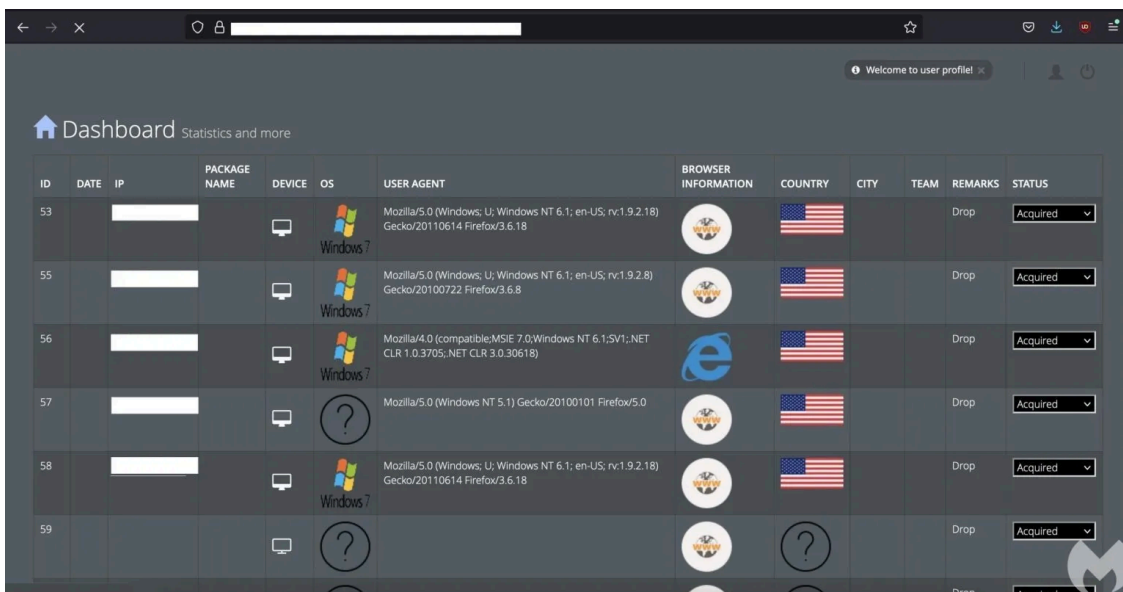 Welcome to user profile!
Dashboard Statistics and more
ID DATE IP PACKAGE NAME DEVICE OS USER AGENT BROWSER INFORMATION COUNTRY CITY TEAM REMARKS STATUS
53 Windows 7 Mozilla/5.0 (Windows; U; Windows NT 6.1; en-US; rv:1.9.2.18) www Drop Acquired
Gecko/20110614 Firefox/3.6.18
55 Windows 7 Mozilla/5.0 (Windows; U; Windows NT 6.1; en-US; rv:1.9.2.8) www Drop Acquired
Gecko/20100722 Firefox/3.6.8
56 Windows 7 Mozilla/4.0 (compatible;MSIE 7.0;Windows NT 6.1;SV1;.NET Drop Acquired
CLR 1.0.3705;.NET CLR 3.0.30618)
57 ? Mozilla/5.0 (Windows NT 5.1) Gecko/20100101 Firefox/5.0 www Drop Acquired
58 Windows 7 Mozilla/5.0 (Windows; U; Windows NT 6.1; en-US; rv:1.9.2.18) www Drop Acquired
Gecko/20110614 Firefox/3.6.18
59 ? www ? Drop Acquired